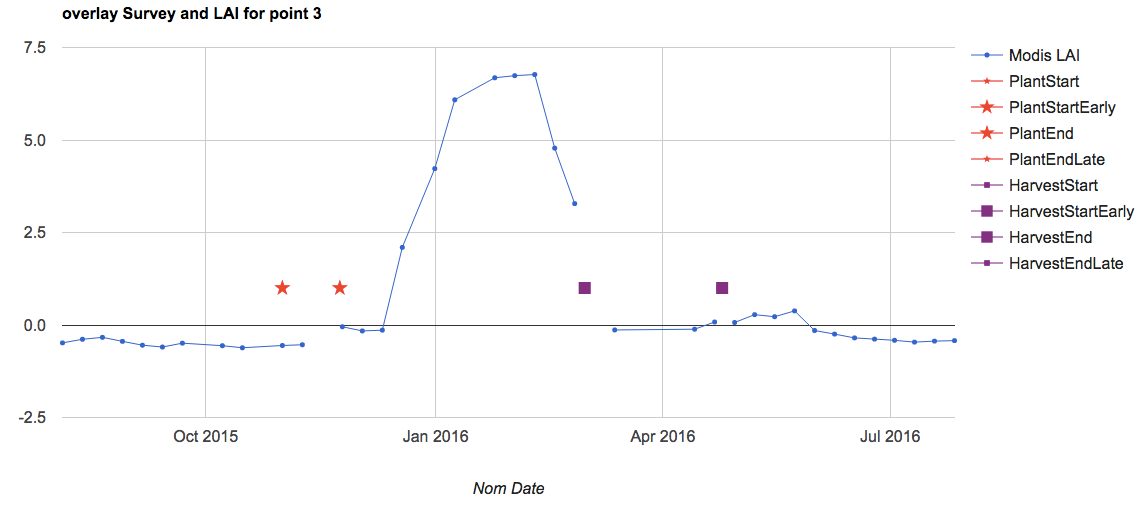 overlay Survey and LAI for point 3
7.5
5.0
2.5
0.0
-2.5
Oct 2015
Jan 2016
Apr 2016
Jul 2016
Nom Date
Modis LAI
PlantStart
PlantStartEarly
PlantEnd
PlantEndLate
HarvestStart
HarvestStartEarly
HarvestEnd
HarvestEndLate